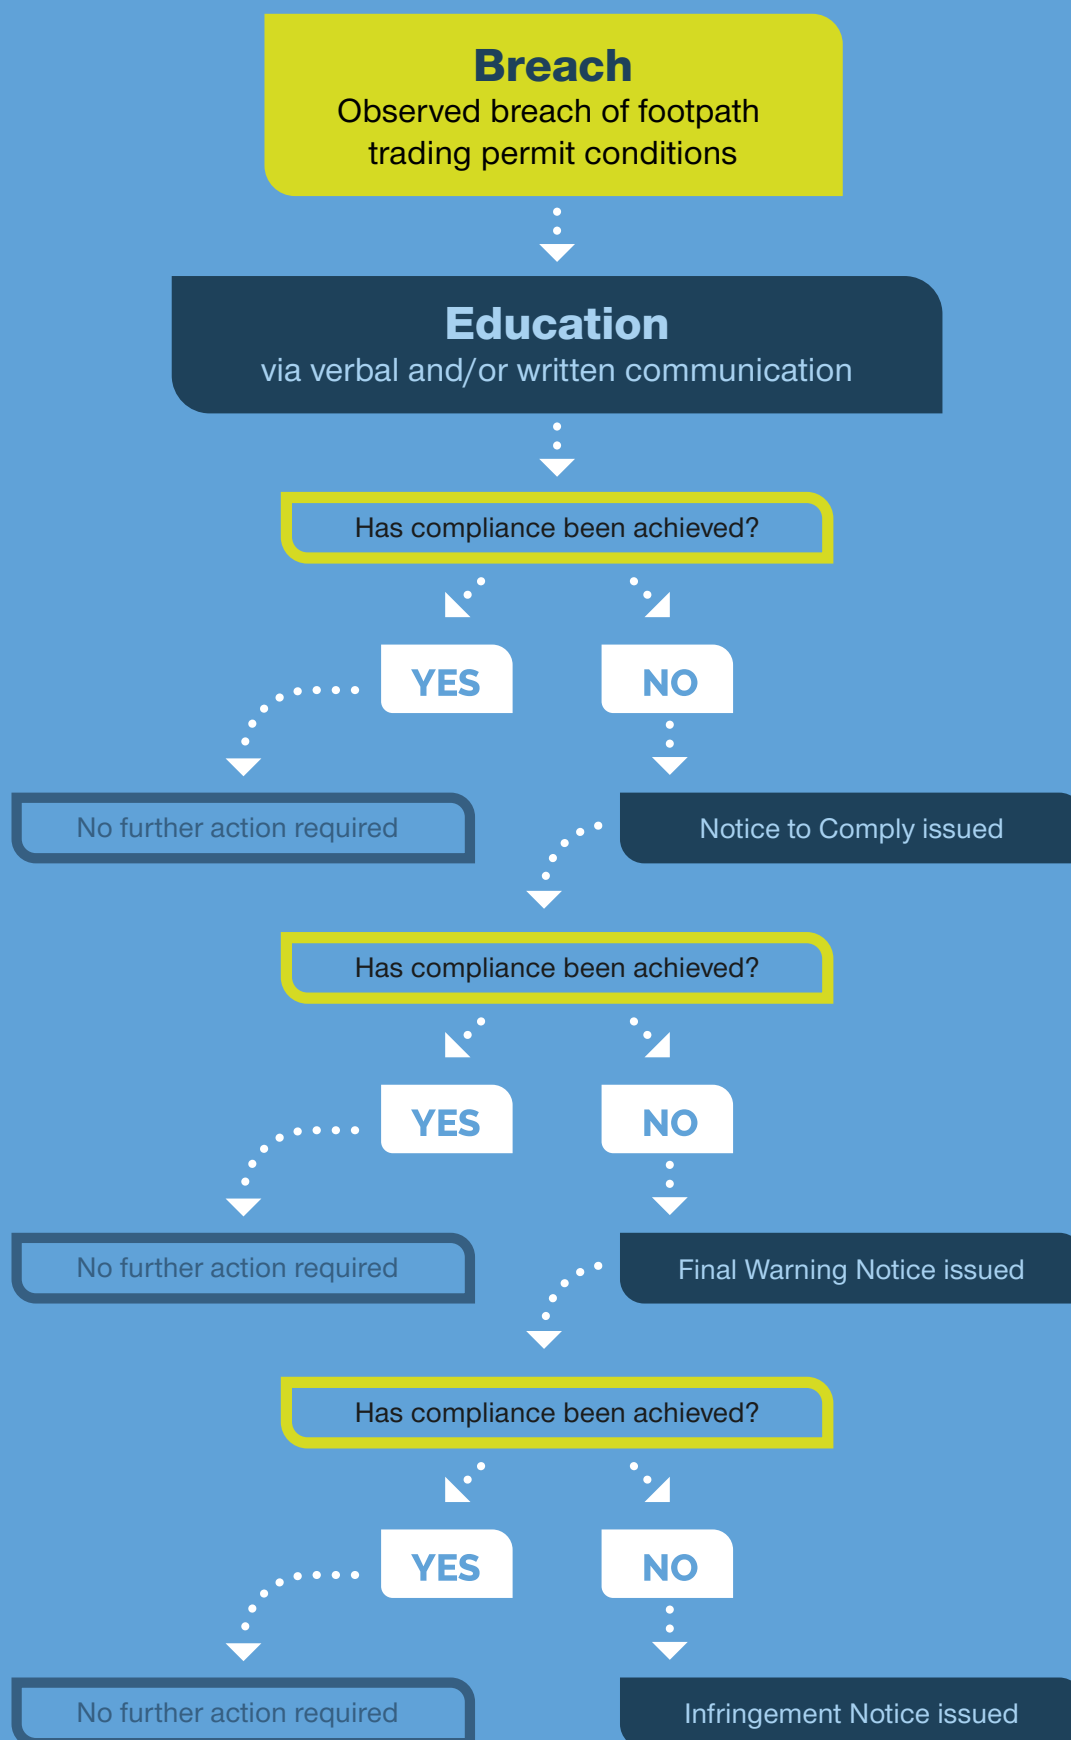 Breach
Observed breach of footpath
trading permit conditions
Education
via verbal and/or written communication
Has compliance been achieved?
YES
NO
No further action required
Notice to Comply issued
Has compliance been achieved?
YES
NO
No further action required
Final Warning Notice issued
Has compliance been achieved?
YES
NO
No further action required
Infringement Notice issued